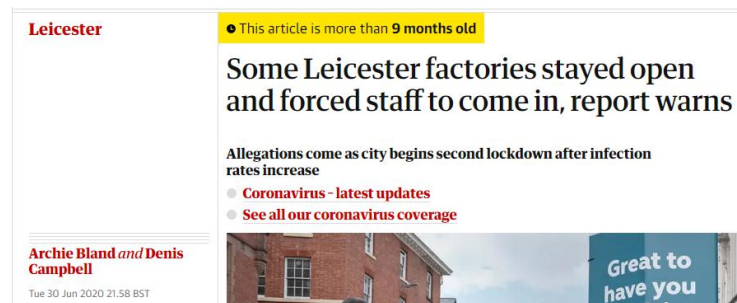 Leicester
This article is more than 9 months old
Some Leicester factories stayed open
and forced staff to come in, report warns
Allegations come as city begins second lockdown after infection
rates increase
Coronavirus – latest updates
See all our coronavirus coverage
Archie Bland and Denis
Campbell
Tue 30 Jun 2020 21.58 BST
Great to
have you